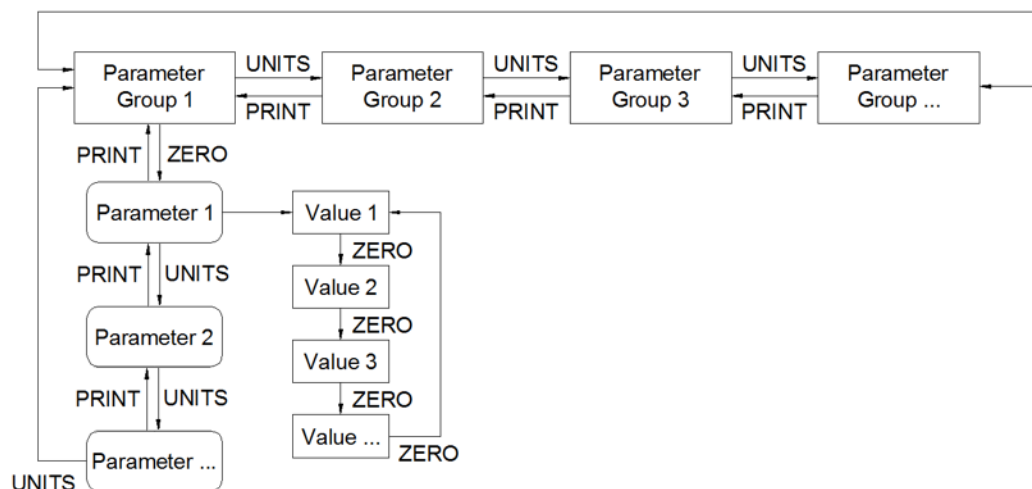 UNITS UNITS UNITS
Parameter Group 1
Parameter Group 2
Parameter Group 3
Parameter Group ...
PRINT PRINT PRINT
PRINT ZERO
Parameter 1
Value 1
ZERO
PRINT UNITS
Value 2
ZERO
Parameter 2
Value 3
PRINT UNITS
ZERO
Value ...
ZERO
Parameter ...
UNITS